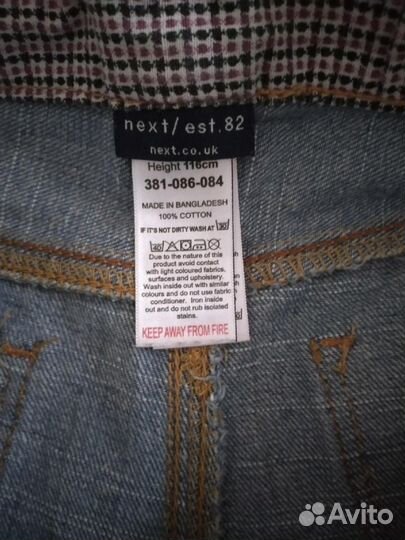 next/est.82
next.co.uk
Height 116cm
381-086-084
MADE IN BANGLADESH
100% COTTON
IF IT'S NOT DIRTY WASH AT 30
40
Due to the nature of this
product avoid contact
with light coloured fabrics,
surfaces and upholstery.
Wash inside out with similar
colours and do not use fabric
conditioner. Iron inside
out and do not rub isolated
stains.
KEEP AWAY FROM FIRE
Avito